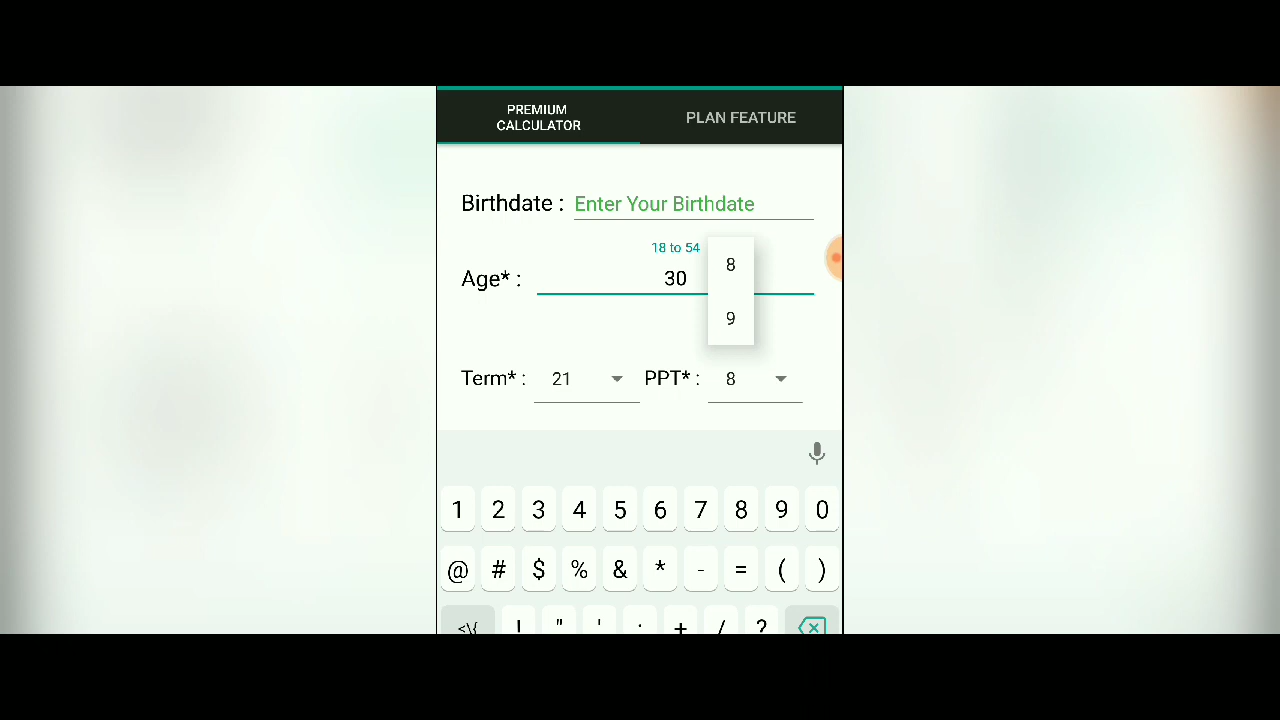 PREMIUM
CALCULATOR
PLAN FEATURE
Birthdate : Enter Your Birthdate
18 to 54
Age* : 30
8
9
Term* : 21 PPT* : 8
1 2 3 4 5 6 7 8 9 0
@ # $ % & * - = ( )
! " ' : + / ?